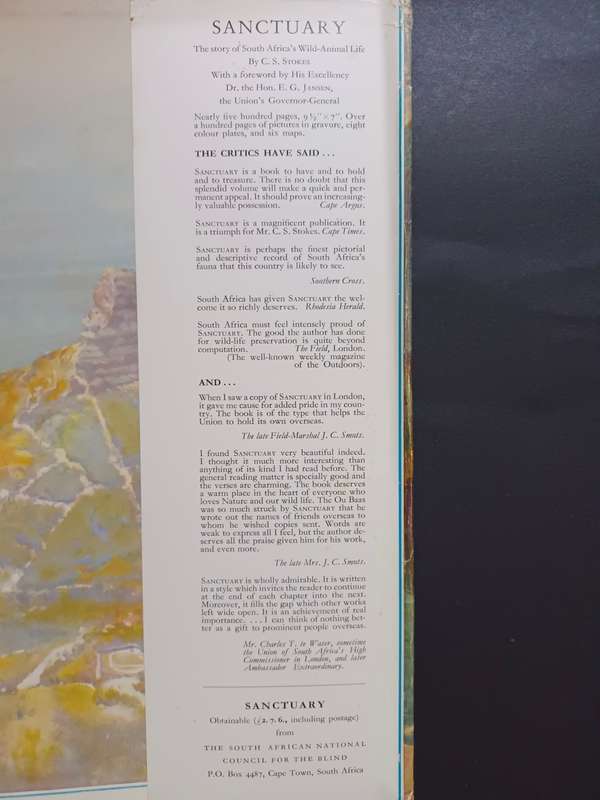 SANCTUARY
The story of South Africa's Wild-Animal Life
By C. S. Stokes
With a foreword by His Excellency
Dr. the Hon. E. G. Jansen,
the Union's Governor-General
Nearly five hundred pages, 9½″ × 7″. Over
a hundred pages of pictures in gravure, eight
colour plates, and six maps.
THE CRITICS HAVE SAID . . .
Sanctuary is a book to have and to hold
and to treasure. There is no doubt that this
splendid volume will make a quick and per-
manent appeal. It should prove an increasing-
ly valuable possession. Cape Argus.
Sanctuary is a magnificent publication. It
is a triumph for Mr. C. S. Stokes. Cape Times.
Sanctuary is perhaps the finest pictorial
and descriptive record of South Africa's
fauna that this country is likely to see.
Southern Cross.
South Africa has given Sanctuary the wel-
come it so richly deserves. Rhodesia Herald.
South Africa must feel intensely proud of
Sanctuary. The good the author has done
for wild-life preservation is quite beyond
computation. The Field, London.
(The well-known weekly magazine
of the Outdoors).
AND . . .
When I saw a copy of Sanctuary in London,
it gave me cause for added pride in my coun-
try. The book is of the type that helps the
Union to hold its own overseas.
The late Field-Marshal J. C. Smuts.
I found Sanctuary very beautiful indeed.
I thought it much more interesting than
anything of its kind I had read before. The
general reading matter is specially good and
the verses are charming. The book deserves
a warm place in the heart of everyone who
loves Nature and our wild life. The Ou Baas
was so much struck by Sanctuary that he
wrote out the names of friends overseas to
whom he wished copies sent. Words are
weak to express all I feel, but the author de-
serves all the praise given him for his work,
and even more.
The late Mrs. J. C. Smuts.
Sanctuary is wholly admirable. It is written
in a style which invites the reader to continue
at the end of each chapter into the next.
Moreover, it fills the gap which other works
left wide open. It is an achievement of real
importance. . . . I can think of nothing bet-
ter as a gift to prominent people overseas.
Mr. Charles T. te Water, sometime
the Union of South Africa's High
Commissioner in London, and later
Ambassador Extraordinary.
SANCTUARY
Obtainable (£2. 7. 6., including postage)
from
THE SOUTH AFRICAN NATIONAL
COUNCIL FOR THE BLIND
P.O. Box 4487, Cape Town, South Africa